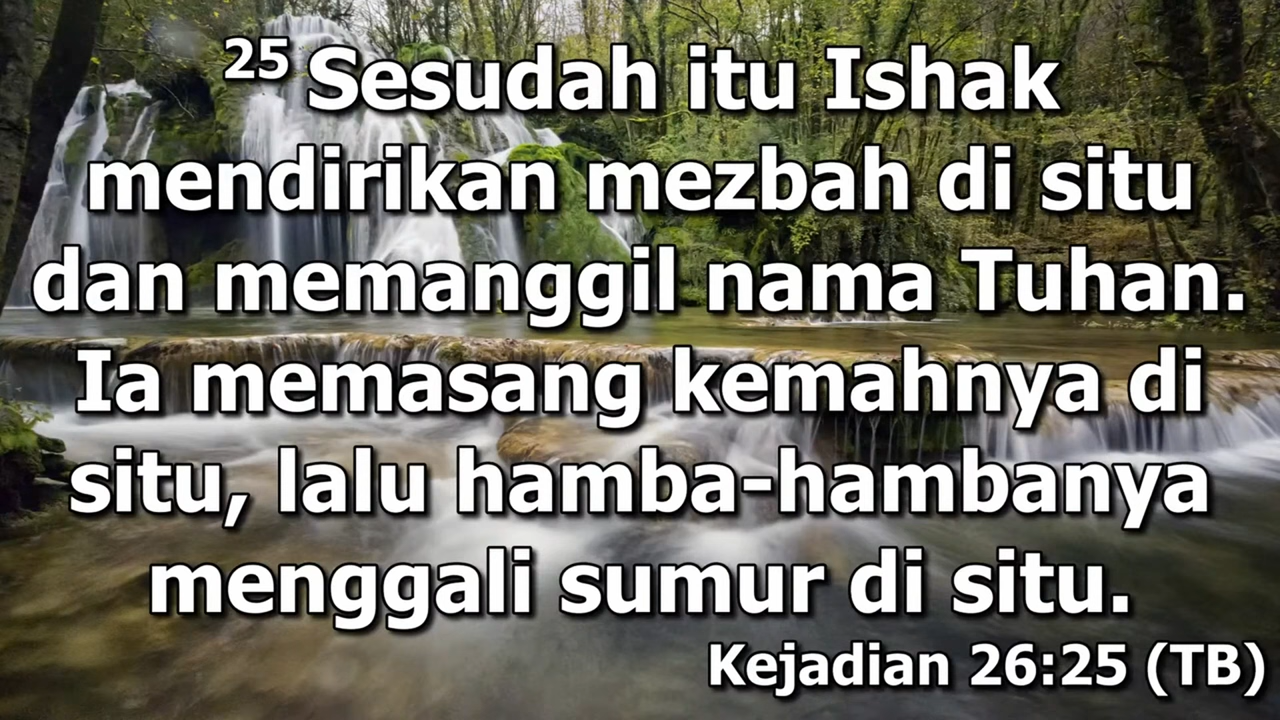 25 Sesudah itu Ishak
mendirikan mezbah di situ
dan memanggil nama Tuhan.
Ia memasang kemahnya di
situ, lalu hamba-hambanya
menggali sumur di situ.
Kejadian 26:25 (TB)